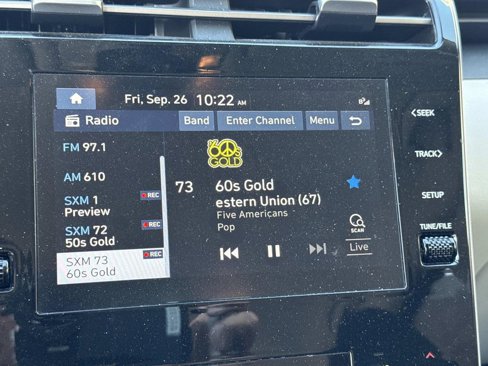 Fri, Sep. 26 10:22 AM
Radio Band Enter Channel Menu
FM 97.1
AM 610
SXM 1 REC
Preview
SXM 72 REC
50s Gold
SXM 73 REC
60s Gold
60s
GOLD
73 60s Gold
estern Union (67)
Five Americans
Pop
SCAN
Live
<SEEK
TRACK>
SETUP
TUNE/FILE